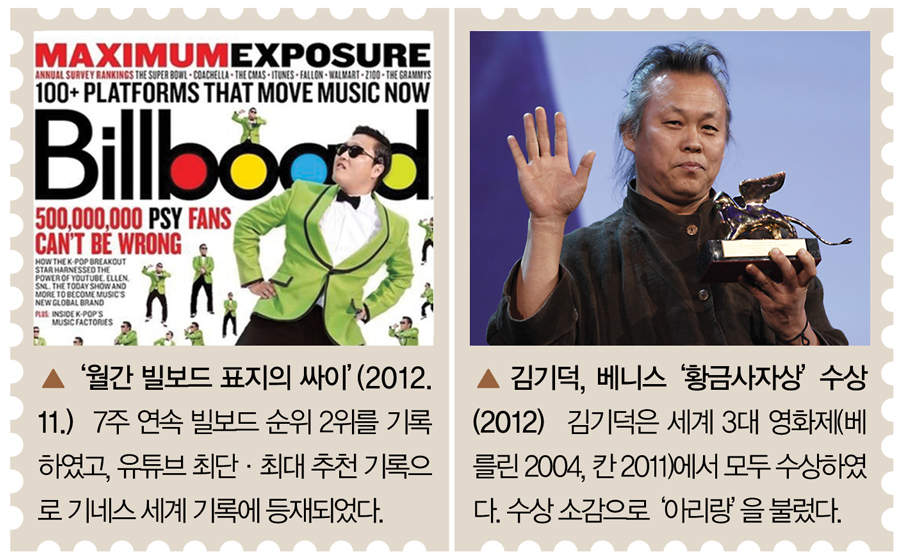 MAXIMUMEXPOSURE
ANNUAL SURVEY RANKINGS THE SUPER BOWL • COACHELLA • THE CMAS • ITUNES • FALLON • WALMART • Z100 • THE GRAMMYS
100+ PLATFORMS THAT MOVE MUSIC NOW
Billboard
500,000,000 PSY FANS
CAN'T BE WRONG
HOW THE K-POP BREAKOUT
STAR HARNESSED THE
POWER OF YOUTUBE, ELLEN,
SNL, THE TODAY SHOW AND
MORE TO BECOME MUSIC'S
NEW GLOBAL BRAND
PLUS: INSIDE K-POP'S
MUSIC FACTORIES
▲ '월간 빌보드 표지의 싸이'(2012.
11.) 7주 연속 빌보드 순위 2위를 기록
하였고, 유튜브 최단·최대 추천 기록으
로 기네스 세계 기록에 등재되었다.
▲ 김기덕, 베니스 '황금사자상' 수상
(2012) 김기덕은 세계 3대 영화제(베
를린 2004, 칸 2011)에서 모두 수상하였
다. 수상 소감으로 '아리랑'을 불렀다.